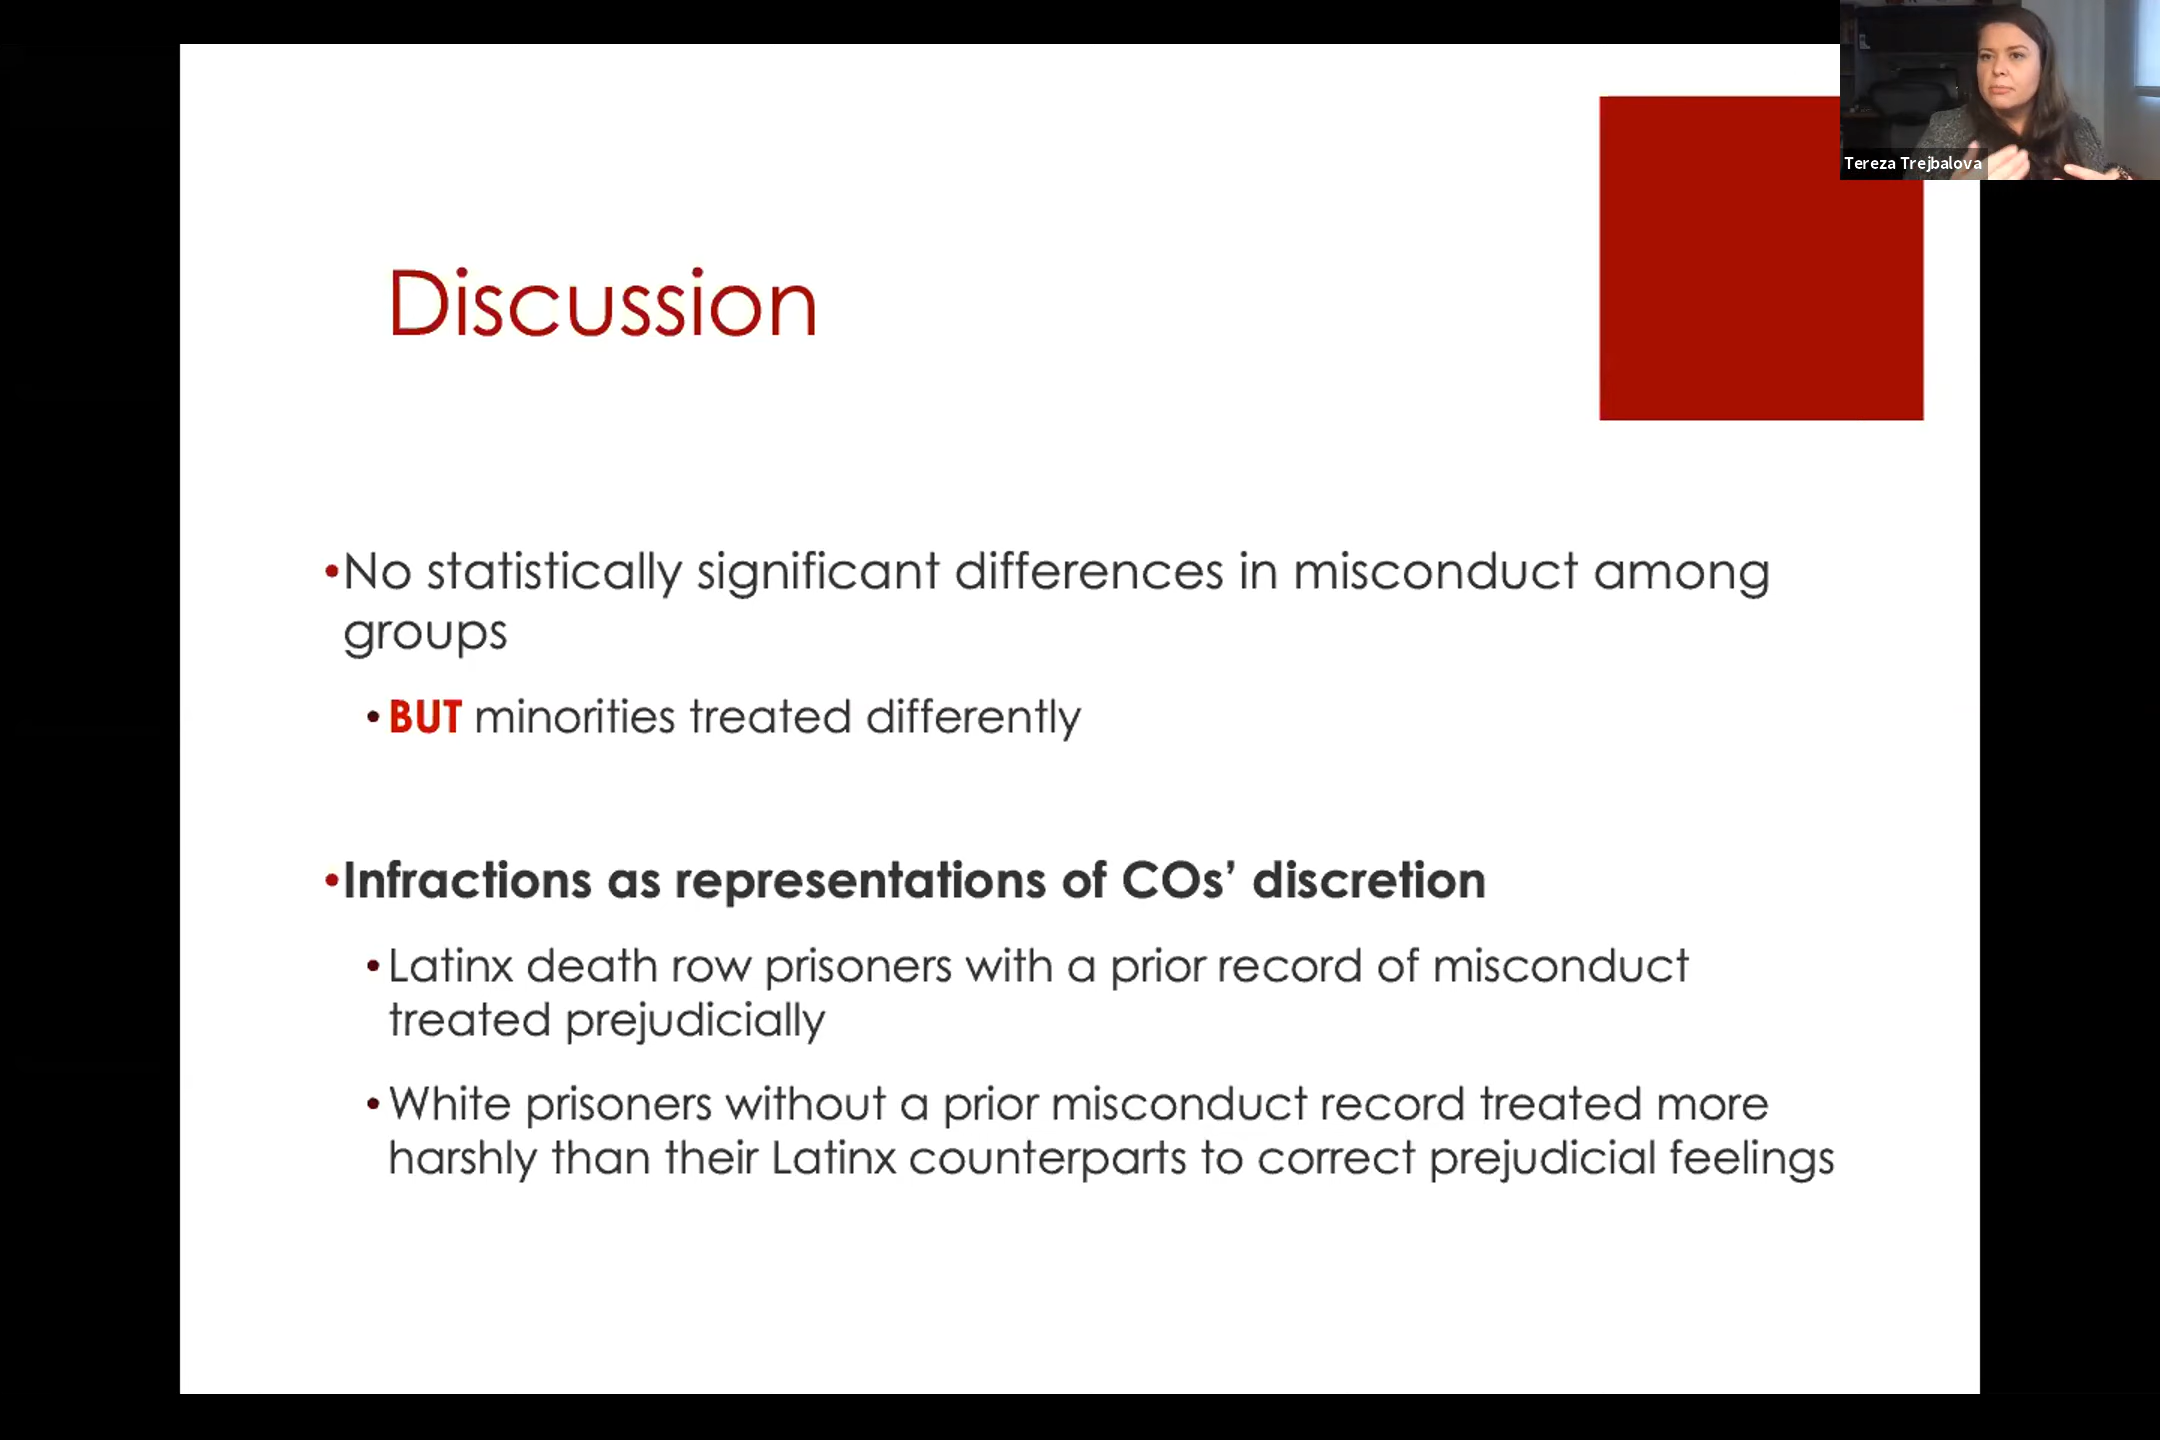 Tereza Trejbalova
Discussion
•No statistically significant differences in misconduct among
groups
•BUT minorities treated differently
•Infractions as representations of COs’ discretion
•Latinx death row prisoners with a prior record of misconduct
treated prejudicially
•White prisoners without a prior misconduct record treated more
harshly than their Latinx counterparts to correct prejudicial feelings